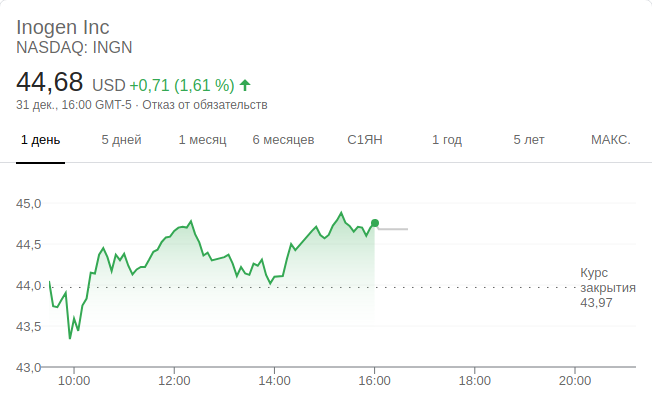 Inogen Inc
NASDAQ: INGN
44,68 USD +0,71 (1,61 %)
31 дек., 16:00 GMT-5 · Отказ от обязательств
1 день 5 дней 1 месяц 6 месяцев С1ЯН 1 год 5 лет МАКС.
45,0
44,5
44,0
43,5
43,0
Курс
закрытия
43,97
10:00 12:00 14:00 16:00 18:00 20:00